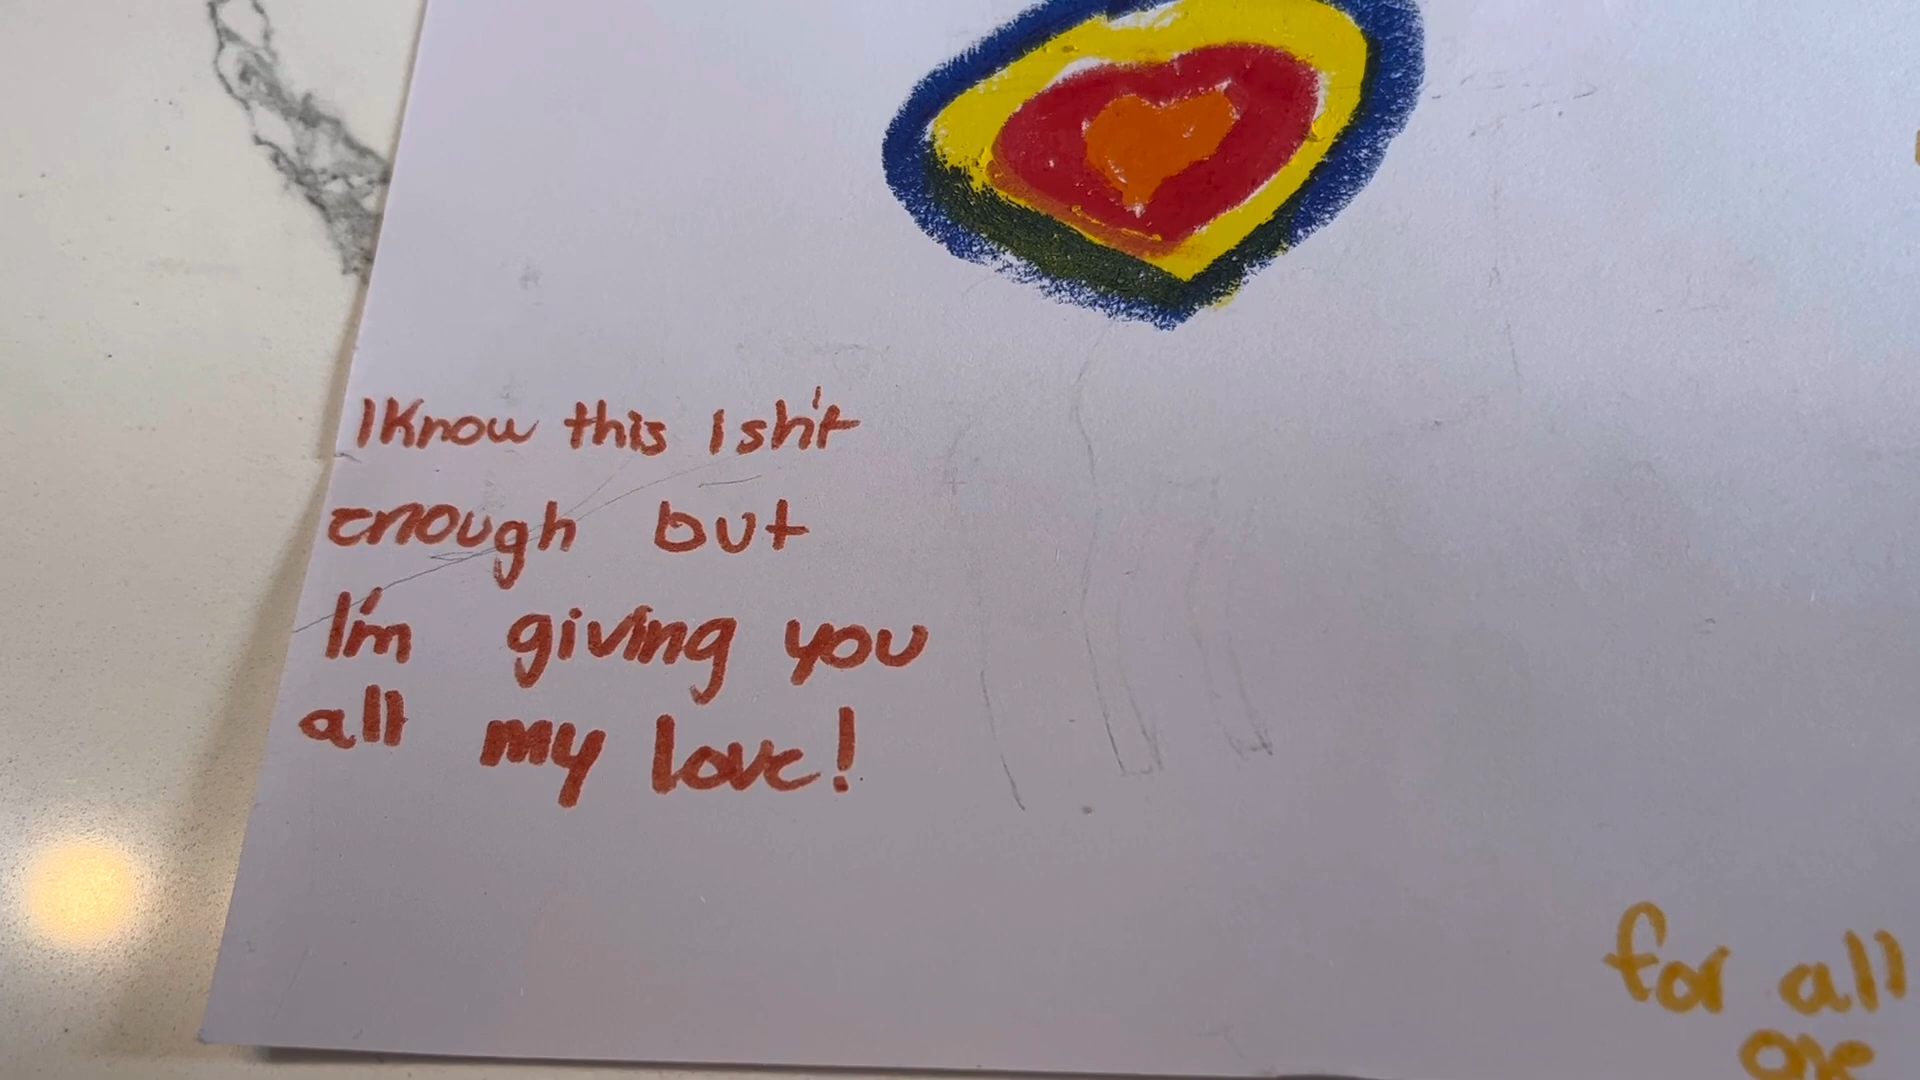 I Know this Isn't
enough but
I'm giving you
all my love!
for all